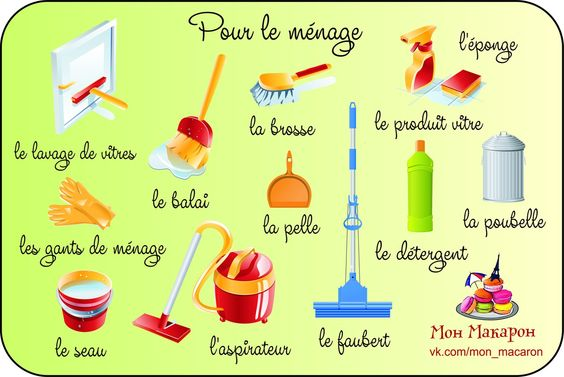 Pour le ménage
l'éponge
la brosse
le produit vitre
le lavage de vitres
le balai
la pelle
la poubelle
les gants de ménage
le détergent
le seau
l'aspirateur
le faubert
Мон Макарон
vk.com/mon_macaron